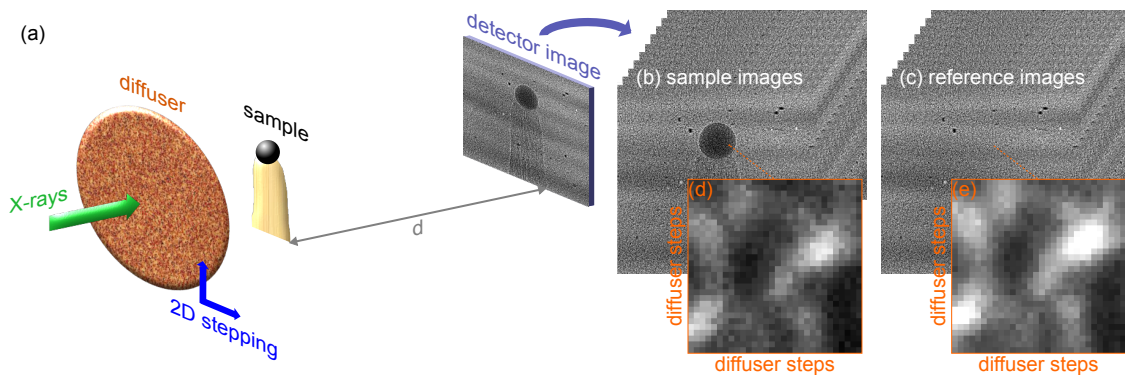 (a)
diffuser
sample
X-rays
2D stepping
d
detector image
(b) sample images
(c) reference images
(d)
diffuser steps
diffuser steps
(e)
diffuser steps
diffuser steps